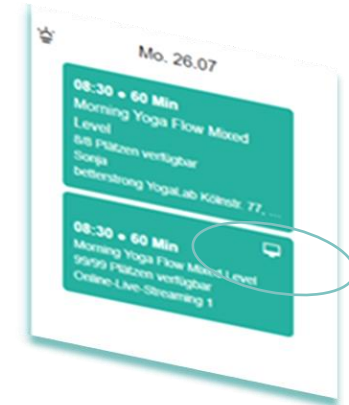 Mo. 26.07
08:30 • 60 Min
Morning Yoga Flow Mixed
Level
8/8 Plätzen verfügbar
Sonja
betterstrong YogaLab Kölnstr. 77, ...
08:30 • 60 Min
Morning Yoga Flow Mixed Level
99/99 Plätzen verfügbar
Online-Live-Streaming 1